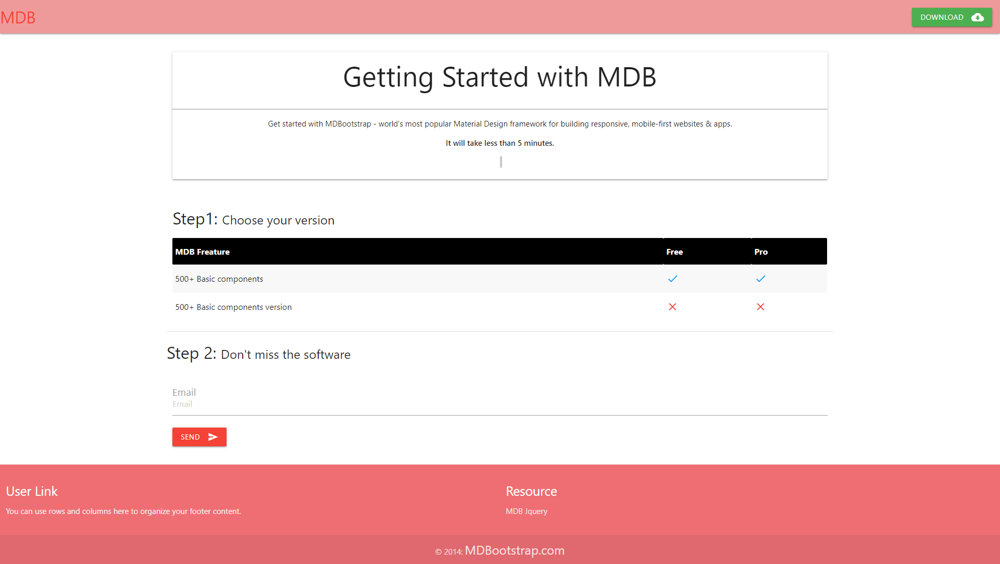 MDB
DOWNLOAD
Getting Started with MDB
Get started with MDBootstrap - world's most popular Material Design framework for building responsive, mobile-first websites & apps.
It will take less than 5 minutes.
Step1: Choose your version
MDB Freature Free Pro
500+ Basic components
500+ Basic components version
Step 2: Don't miss the software
Email
Email
SEND
User Link
You can use rows and columns here to organize your footer content.
Resource
MDB Jquery
© 2014: MDBootstrap.com